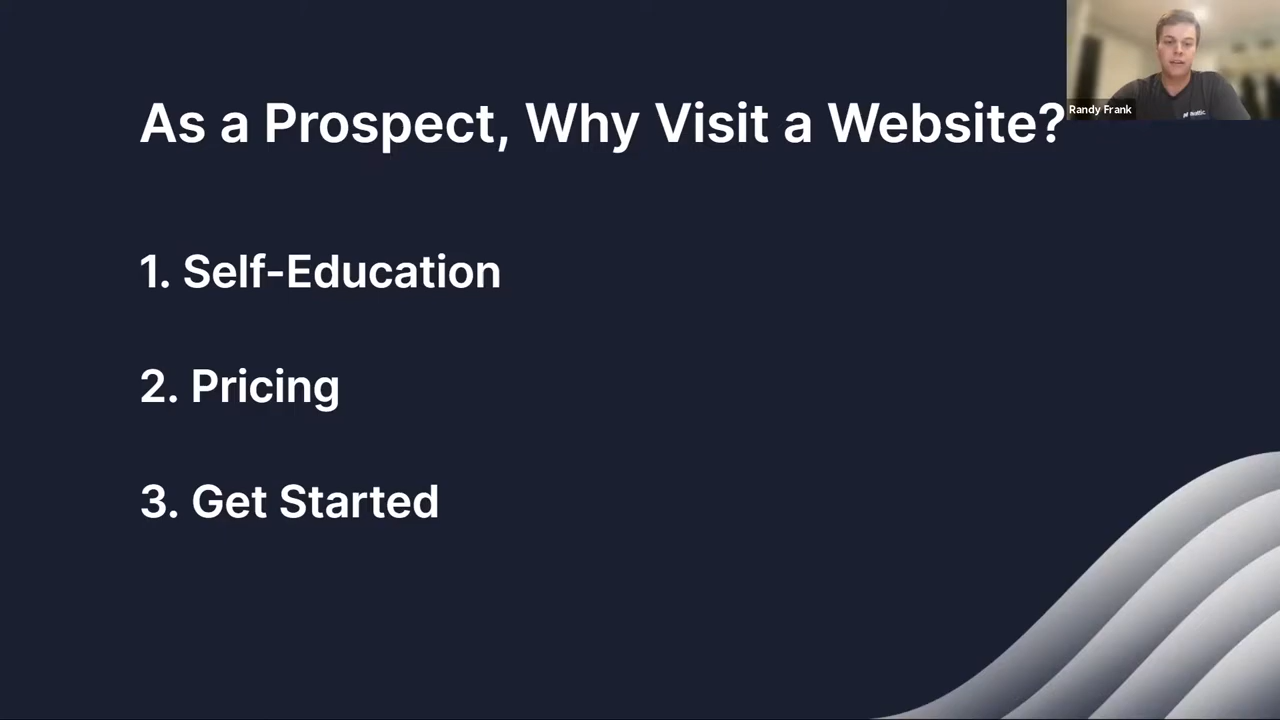 As a Prospect, Why Visit a Website?
Randy Frank
1. Self-Education
2. Pricing
3. Get Started